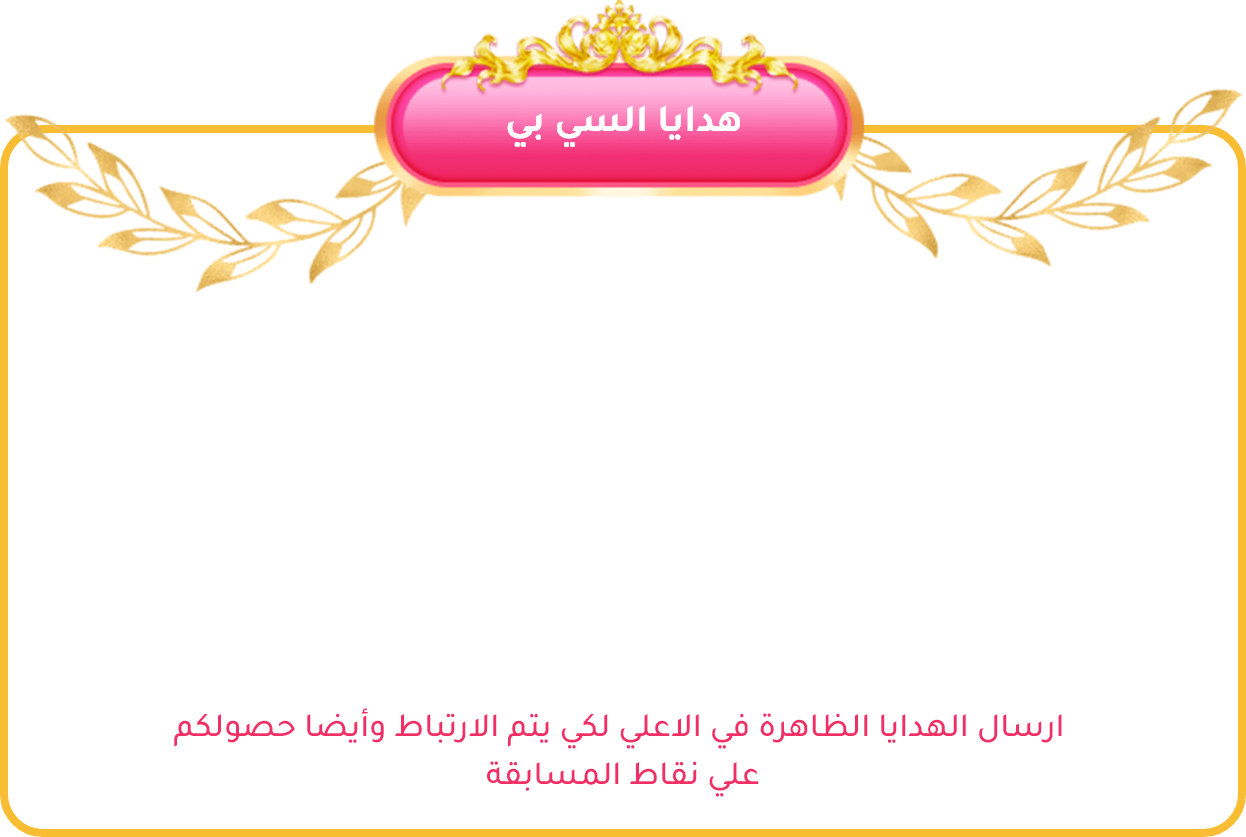 هدايا السي بي
ارسال الهدايا الظاهرة في الاعلي لكي يتم الارتباط وأيضا حصولكم
علي نقاط المسابقة